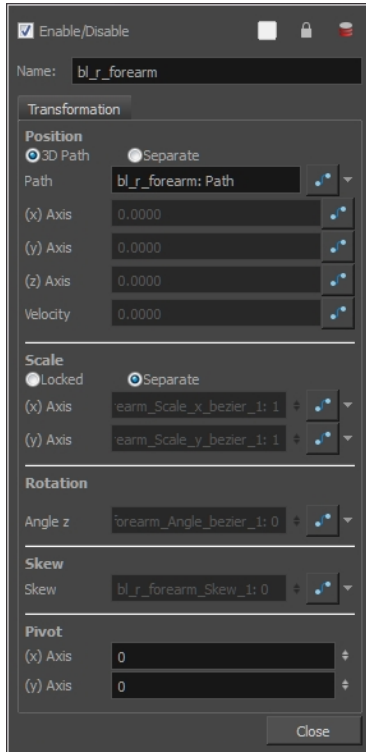 Enable/Disable
Name: bl_r_forearm
Transformation
Position
3D Path Separate
Path bl_r_forearm: Path
(x) Axis 0.0000
(y) Axis 0.0000
(z) Axis 0.0000
Velocity 0.0000
Scale
Locked Separate
(x) Axis earm_Scale_x_bezier_1: 1
(y) Axis earm_Scale_y_bezier_1: 1
Rotation
Angle z forearm_Angle_bezier_1: 0
Skew
Skew bl_r_forearm_Skew_1: 0
Pivot
(x) Axis 0
(y) Axis 0
Close